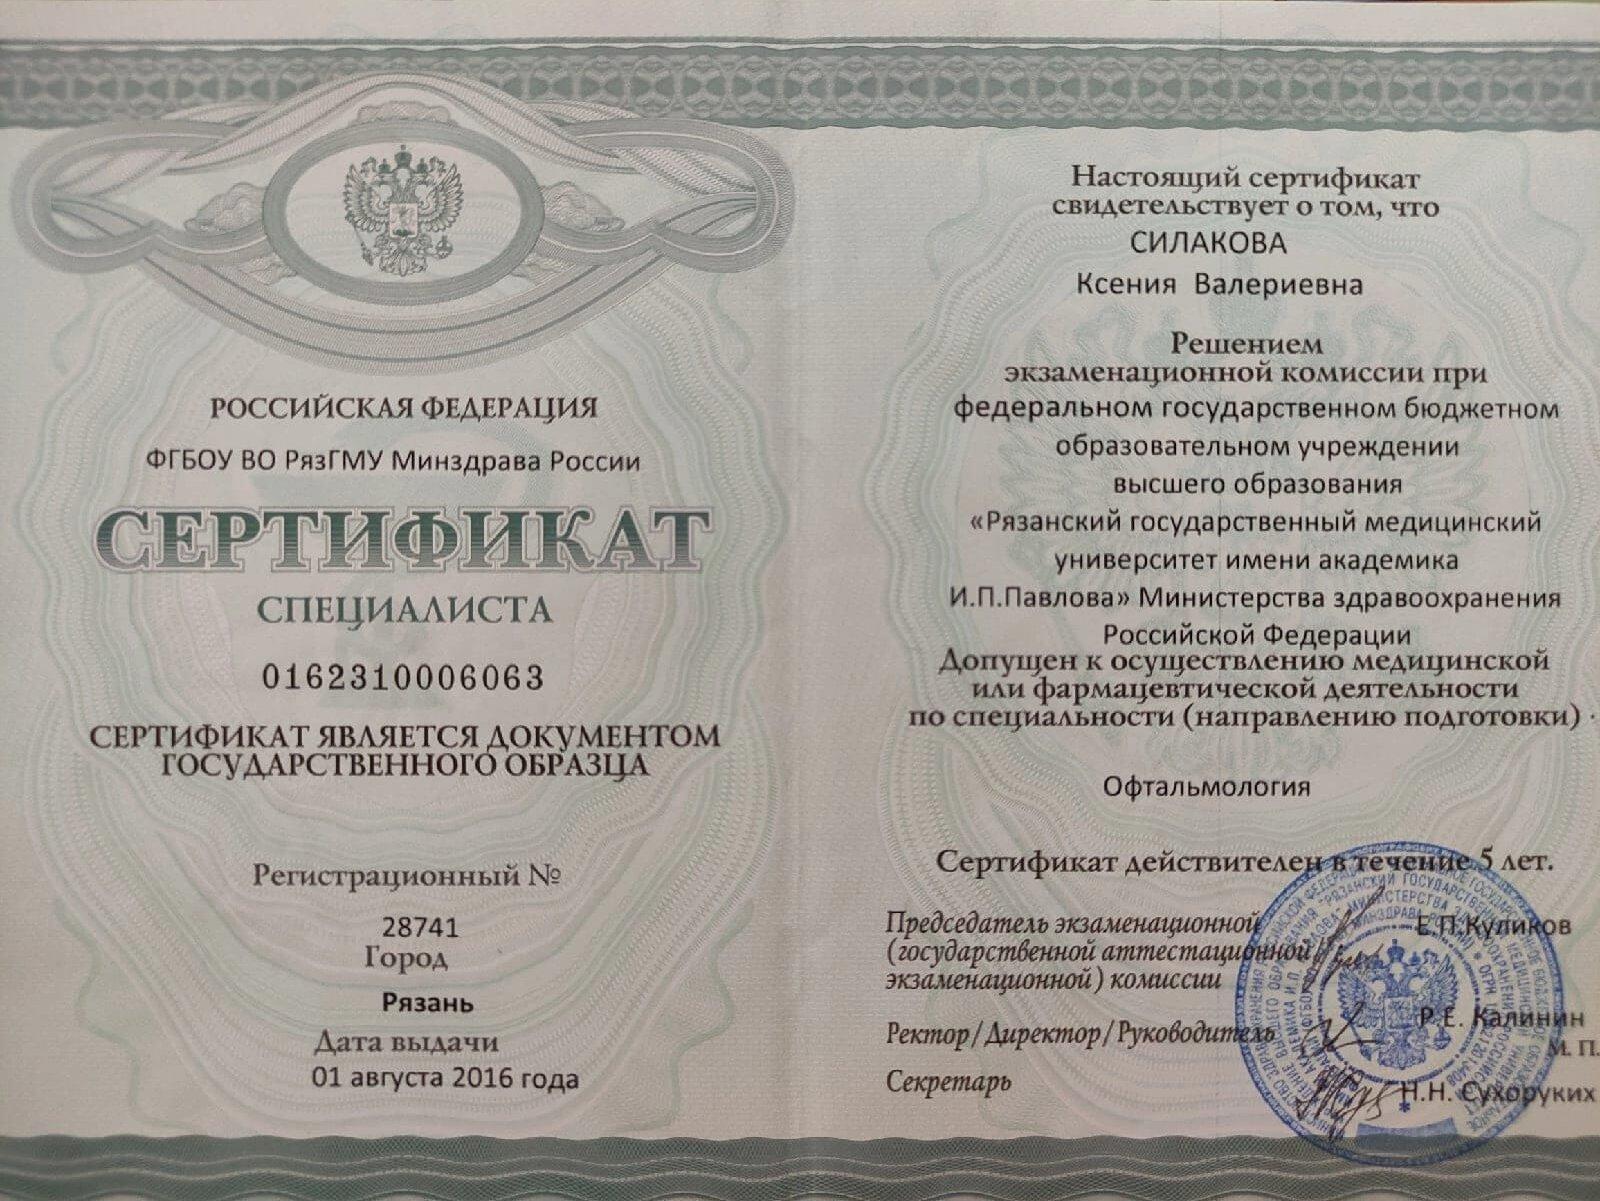 РОССИЙСКАЯ ФЕДЕРАЦИЯ
ФГБОУ ВО РязГМУ Минздрава России
СЕРТИФИКАТ
СПЕЦИАЛИСТА
0162310006063
СЕРТИФИКАТ ЯВЛЯЕТСЯ ДОКУМЕНТОМ
ГОСУДАРСТВЕННОГО ОБРАЗЦА
Регистрационный №
28741
Город
Рязань
Дата выдачи
01 августа 2016 года
Настоящий сертификат
свидетельствует о том, что
СИЛАКОВА
Ксения Валериевна
Решением
экзаменационной комиссии при
федеральном государственном бюджетном
образовательном учреждении
высшего образования
«Рязанский государственный медицинский
университет имени академика
И.П.Павлова» Министерства здравоохранения
Российской Федерации
Допущен к осуществлению медицинской
или фармацевтической деятельности
по специальности (направлению подготовки)
Офтальмология
Сертификат действителен в течение 5 лет.
Председатель экзаменационной
(государственной аттестационной/
экзаменационной) комиссии
Е.П.Куликов
Ректор/Директор/Руководитель
Р.Е. Калинин
М. П.
Секретарь
Н.Н. Сухоруких